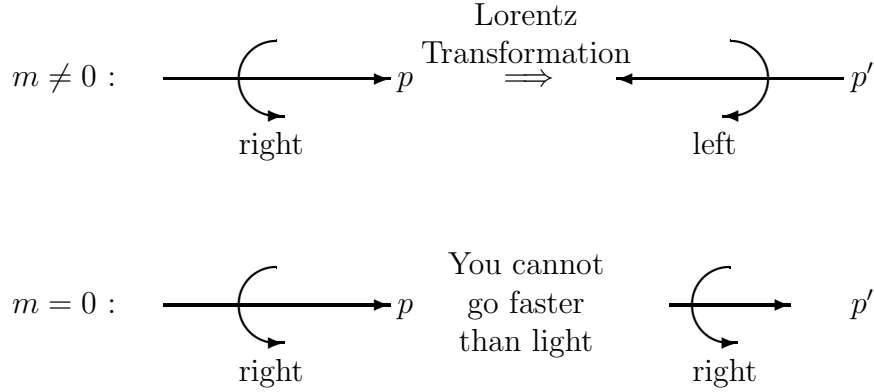 Lorentz
Transformation
m ≠ 0 :
p
⟹
p′
right
left
You cannot
m = 0 :
p
go faster
p′
than light
right
right